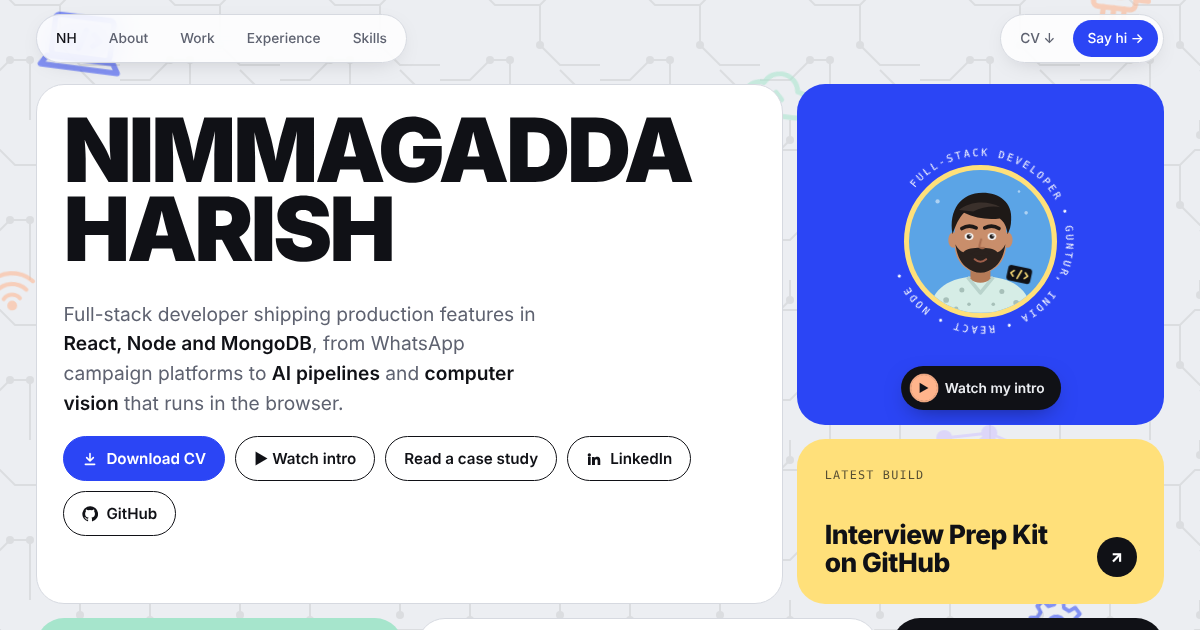 NH About Work Experience Skills
CV ↓ Say hi →
NIMMAGADDA
HARISH
Full-stack developer shipping production features in
React, Node and MongoDB, from WhatsApp
campaign platforms to AI pipelines and computer
vision that runs in the browser.
Download CV ▶ Watch intro Read a case study in LinkedIn
GitHub
FULL-STACK DEVELOPER • GUNTUR, INDIA • REACT • NODE •
</>
Watch my intro
LATEST BUILD
Interview Prep Kit
on GitHub